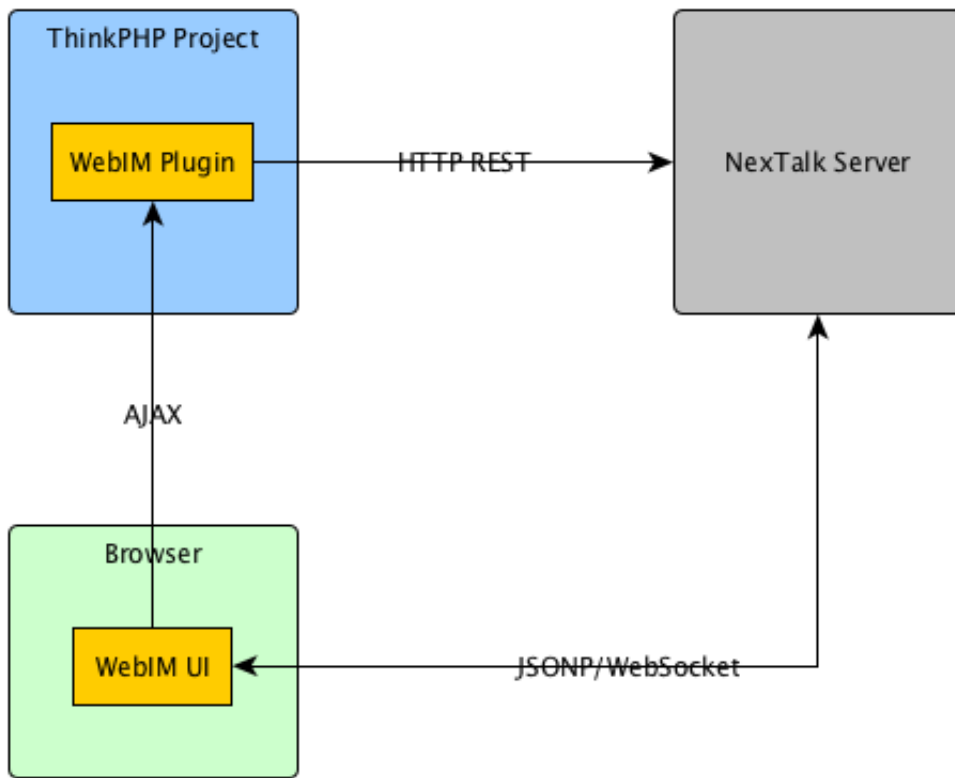 ThinkPHP Project
WebIM Plugin
HTTP REST
NexTalk Server
AJAX
Browser
WebIM UI
JSONP/WebSocket